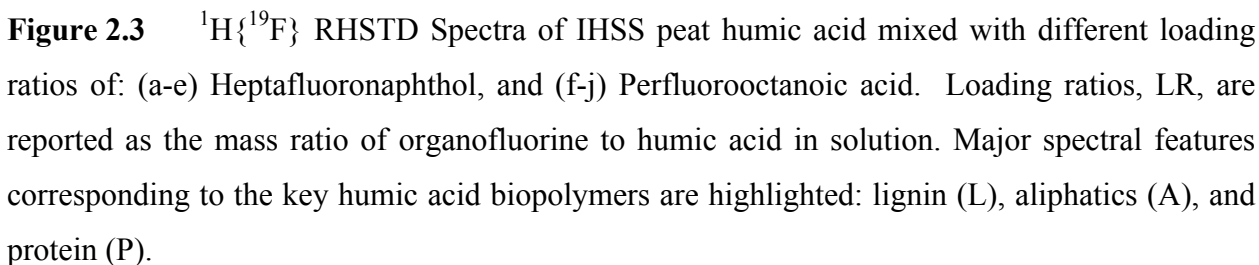 Figure 2.3 ¹H{¹⁹F} RHSTD Spectra of IHSS peat humic acid mixed with different loading
ratios of: (a-e) Heptafluoronaphthol, and (f-j) Perfluorooctanoic acid. Loading ratios, LR, are
reported as the mass ratio of organofluorine to humic acid in solution. Major spectral features
corresponding to the key humic acid biopolymers are highlighted: lignin (L), aliphatics (A), and
protein (P).